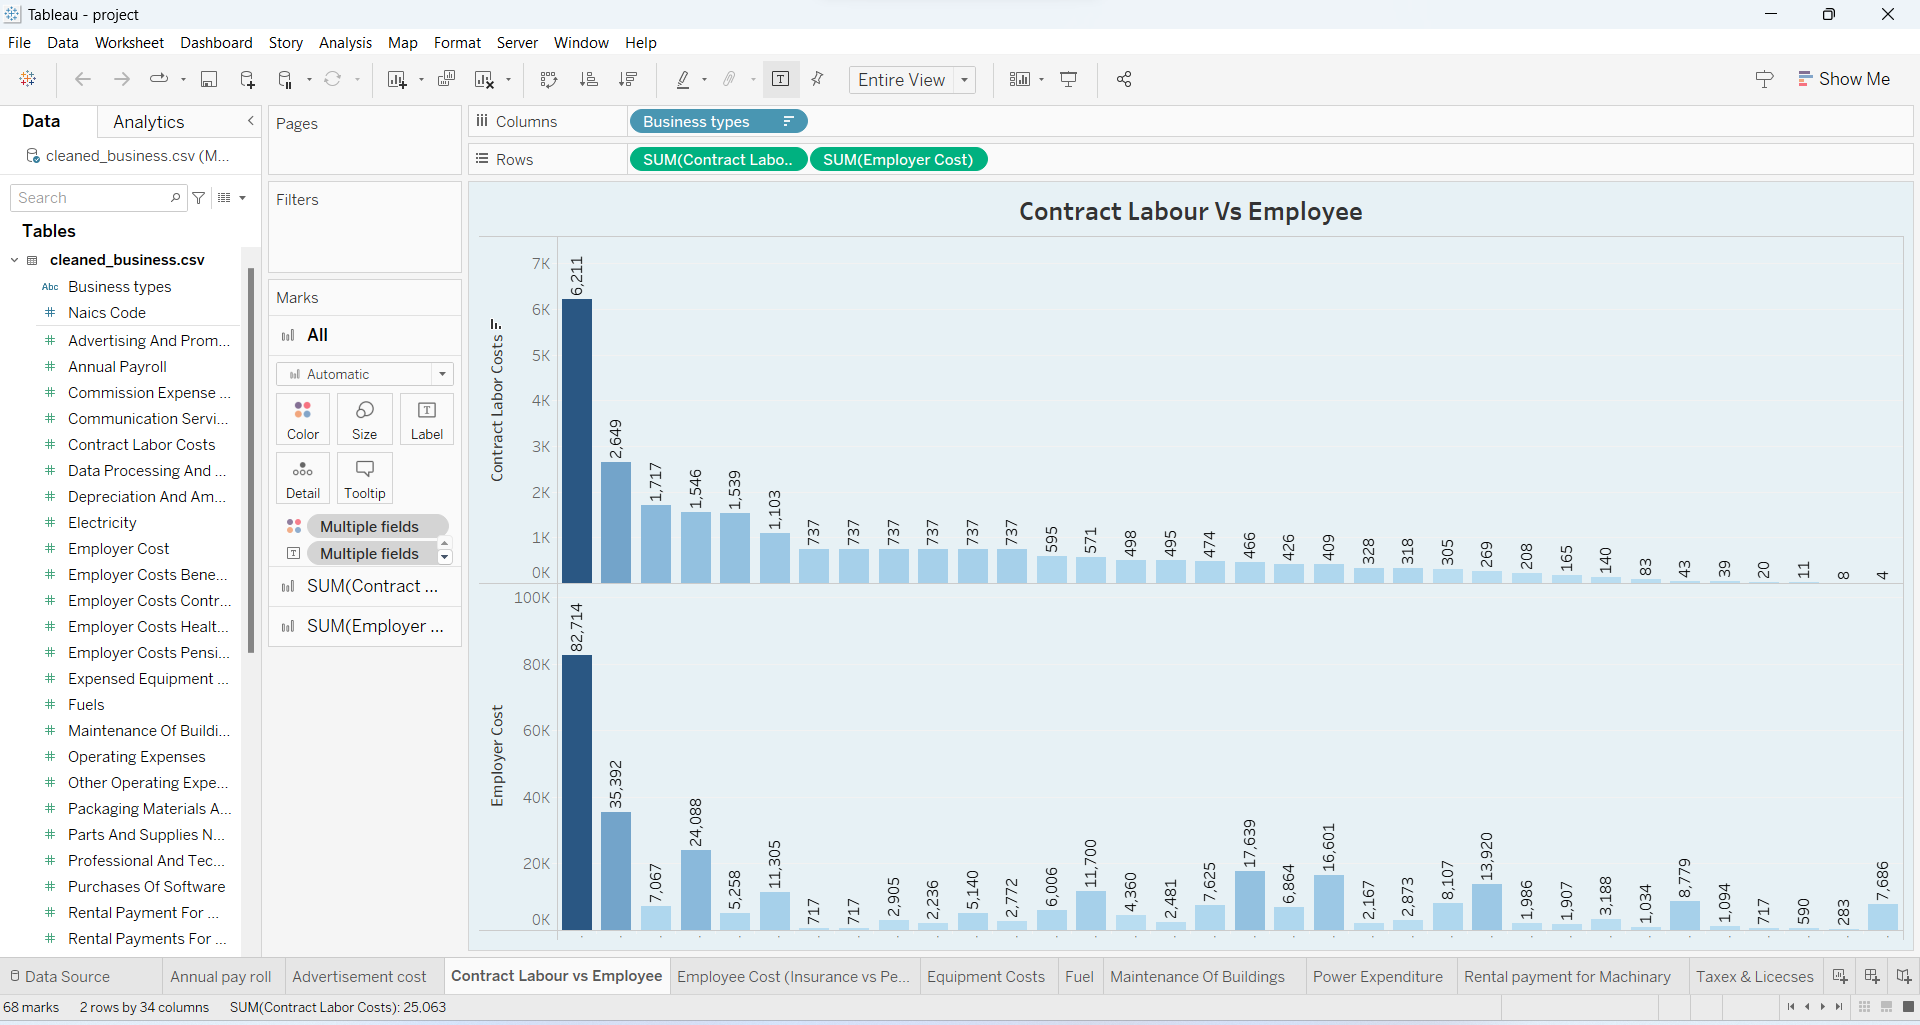 Tableau - project
File Data Worksheet Dashboard Story Analysis Map Format Server Window Help
Entire View
Show Me
Data Analytics
cleaned_business.csv (M...
Search
Tables
cleaned_business.csv
Abc Business types
# Naics Code
# Advertising And Prom...
# Annual Payroll
# Commission Expense ...
# Communication Servi...
# Contract Labor Costs
# Data Processing And ...
# Depreciation And Am...
# Electricity
# Employer Cost
# Employer Costs Bene...
# Employer Costs Contr...
# Employer Costs Healt...
# Employer Costs Pensi...
# Expensed Equipment ...
# Fuels
# Maintenance Of Buildi...
# Operating Expenses
# Other Operating Expe...
# Packaging Materials A...
# Parts And Supplies N...
# Professional And Tec...
# Purchases Of Software
# Rental Payment For ...
# Rental Payments For ...
Pages
Filters
Marks
All
Automatic
Color Size Label
Detail Tooltip
Multiple fields
T Multiple fields
SUM(Contract ...
SUM(Employer ...
Columns Business types
Rows SUM(Contract Labo.. SUM(Employer Cost)
Contract Labour Vs Employee
Contract Labor Costs
7K
6K
5K
4K
3K
2K
1K
0K
6,211 2,649 1,717 1,546 1,539 1,103 737 737 737 737 737 737 595 571 498 495 474 466 426 409 328 318 305 269 208 165 140 83 43 39 20 11 8 4
Employer Cost
100K
80K
60K
40K
20K
0K
82,714 35,392 7,067 24,088 5,258 11,305 717 717 2,905 2,236 5,140 2,772 6,006 11,700 4,360 2,481 7,625 17,639 6,864 16,601 2,167 2,873 8,107 13,920 1,986 1,907 3,188 1,034 8,779 1,094 717 590 283 7,686
Data Source Annual pay roll Advertisement cost Contract Labour vs Employee Employee Cost (Insurance vs Pe... Equipment Costs Fuel Maintenance Of Buildings Power Expenditure Rental payment for Machinary Taxex & Licecses
68 marks 2 rows by 34 columns SUM(Contract Labor Costs): 25,063